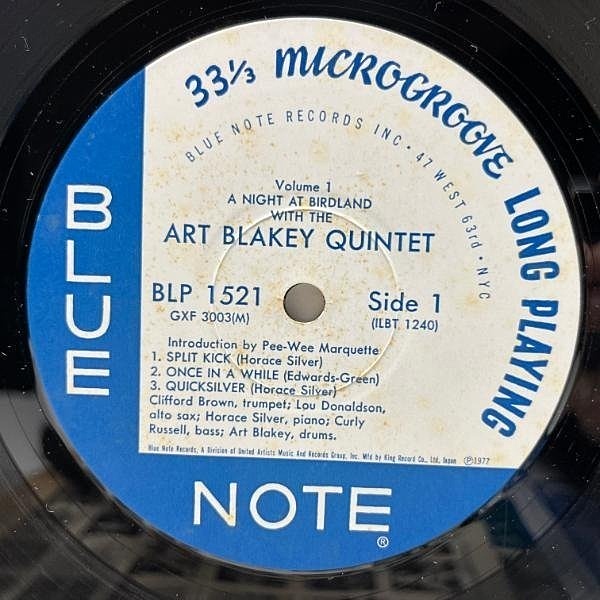 33⅓ MICROGROOVE LONG PLAYING
BLUE NOTE RECORDS INC • 47 WEST 63rd • NYC
Volume 1
A NIGHT AT BIRDLAND
WITH THE
ART BLAKEY QUINTET
BLP 1521
GXF 3003(M)
Side 1
(ILBT 1240)
Introduction by Pee-Wee Marquette
1. SPLIT KICK (Horace Silver)
2. ONCE IN A WHILE (Edwards-Green)
3. QUICKSILVER (Horace Silver)
Clifford Brown, trumpet; Lou Donaldson,
alto sax; Horace Silver, piano; Curly
Russell, bass; Art Blakey, drums.
Blue Note Records, A Division of United Artists Music And Records Group, Inc. Mfd by King Record Co., Ltd, Japan ℗1977
BLUE
NOTE
®